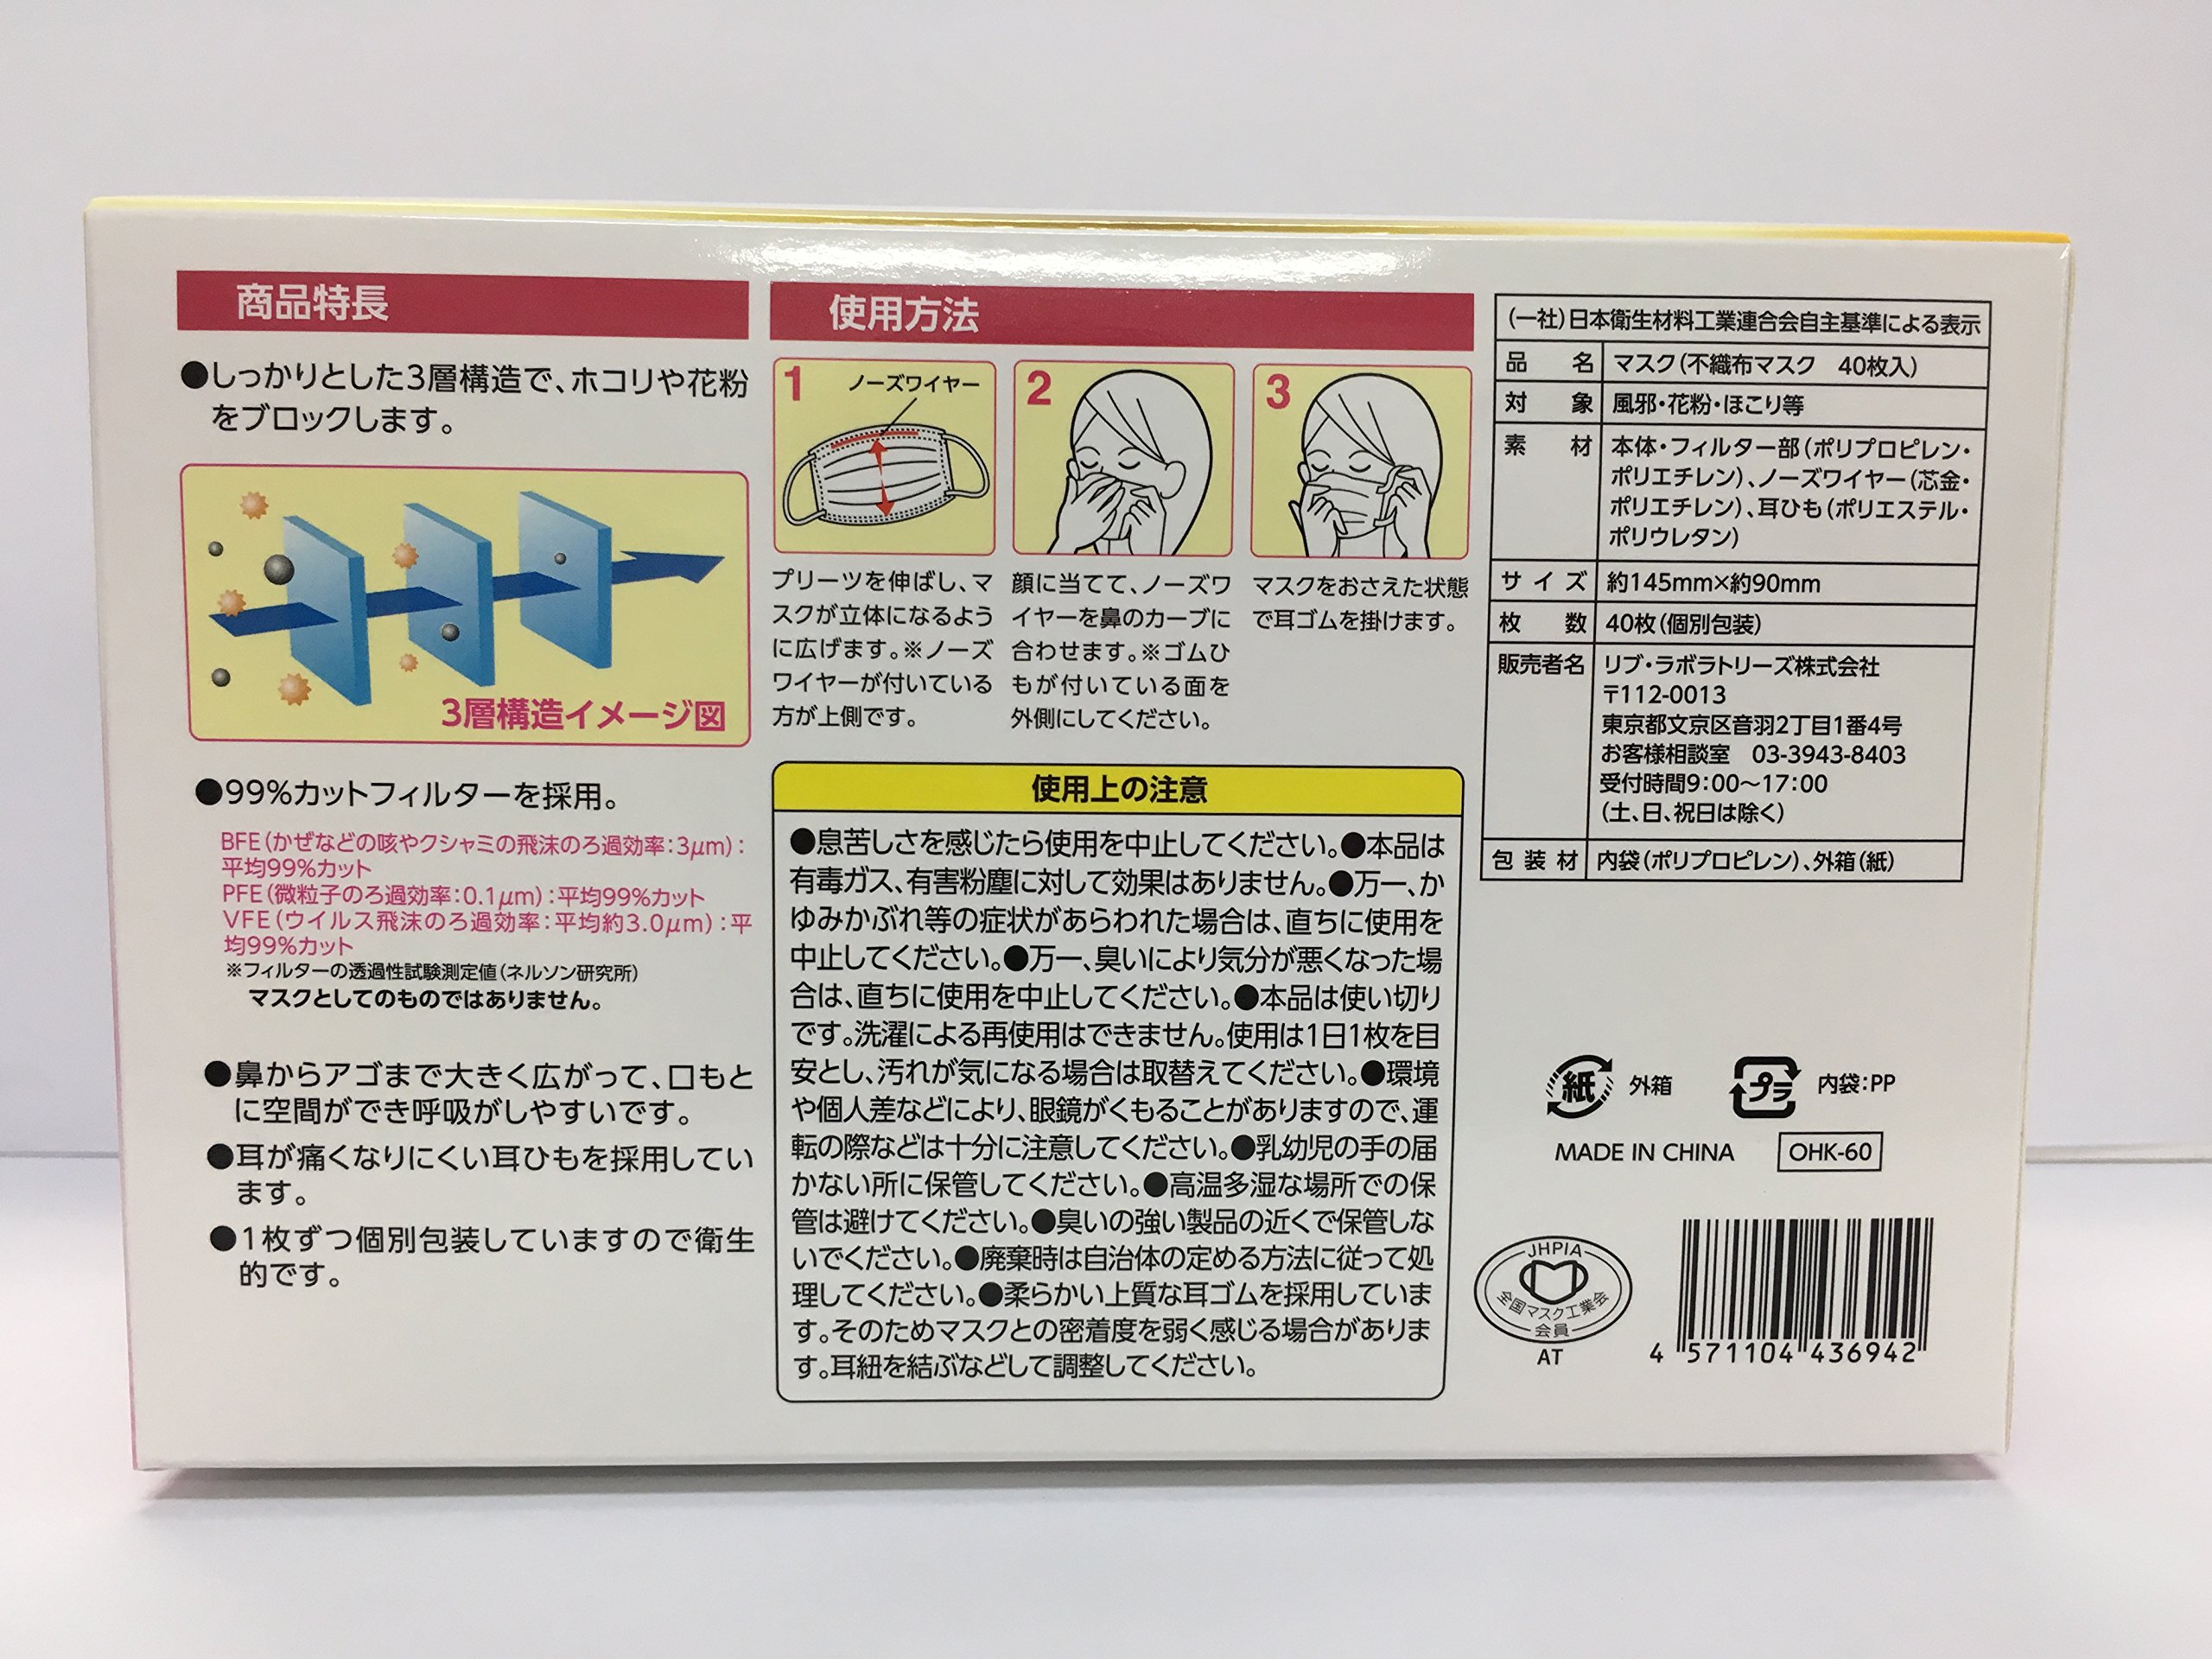 商品特長
●しっかりとした3層構造で、ホコリや花粉
をブロックします。
3層構造イメージ図
●99%カットフィルターを採用。
BFE(かぜなどの咳やクシャミの飛沫のろ過効率:3μm):
平均99%カット
PFE(微粒子のろ過効率:0.1μm):平均99%カット
VFE(ウイルス飛沫のろ過効率:平均約3.0μm):平
均99%カット
※フィルターの透過性試験測定値(ネルソン研究所)
マスクとしてのものではありません。
●鼻からアゴまで大きく広がって、口もと
に空間ができ呼吸がしやすいです。
●耳が痛くなりにくい耳ひもを採用してい
ます。
●1枚ずつ個別包装していますので衛生
的です。
使用方法
1 ノーズワイヤー
プリーツを伸ばし、マ
スクが立体になるよう
に広げます。※ノーズ
ワイヤーが付いている
方が上側です。
2
顔に当てて、ノーズワ
イヤーを鼻のカーブに
合わせます。※ゴムひ
もが付いている面を
外側にしてください。
3
マスクをおさえた状態
で耳ゴムを掛けます。
使用上の注意
●息苦しさを感じたら使用を中止してください。●本品は
有毒ガス、有害粉塵に対して効果はありません。●万一、か
ゆみかぶれ等の症状があらわれた場合は、直ちに使用を
中止してください。●万一、臭いにより気分が悪くなった場
合は、直ちに使用を中止してください。●本品は使い切り
です。洗濯による再使用はできません。使用は1日1枚を目
安とし、汚れが気になる場合は取替えてください。●環境
や個人差などにより、眼鏡がくもることがありますので、運
転の際などは十分に注意してください。●乳幼児の手の届
かない所に保管してください。●高温多湿な場所での保
管は避けてください。●臭いの強い製品の近くで保管しな
いでください。●廃棄時は自治体の定める方法に従って処
理してください。●柔らかい上質な耳ゴムを採用していま
す。そのためマスクとの密着度を弱く感じる場合がありま
す。耳紐を結ぶなどして調整してください。
(一社)日本衛生材料工業連合会自主基準による表示
品名 マスク(不織布マスク 40枚入)
対象 風邪・花粉・ほこり等
素材 本体・フィルター部(ポリプロピレン・
ポリエチレン)、ノーズワイヤー(芯金・
ポリエチレン)、耳ひも(ポリエステル・
ポリウレタン)
サイズ 約145mm×約90mm
枚数 40枚(個別包装)
販売者名 リブ・ラボラトリーズ株式会社
〒112-0013
東京都文京区音羽2丁目1番4号
お客様相談室 03-3943-8403
受付時間9:00〜17:00
(土、日、祝日は除く)
包装材 内袋(ポリプロピレン)、外箱(紙)
紙 外箱 プラ 内袋:PP
MADE IN CHINA OHK-60
JHPIA
全国マスク工業会
会員
AT
4 571104 436942